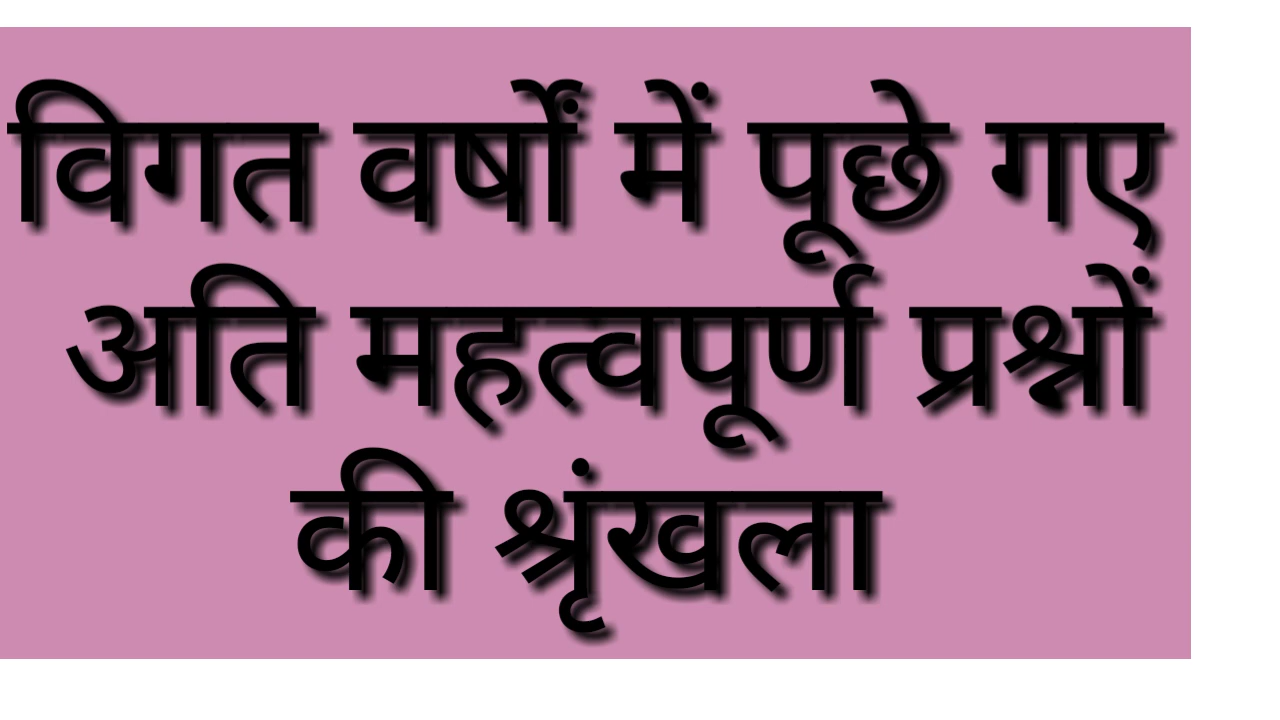 विगत वर्षों में पूछे गए
अति महत्वपूर्ण प्रश्नों
की श्रृंखला